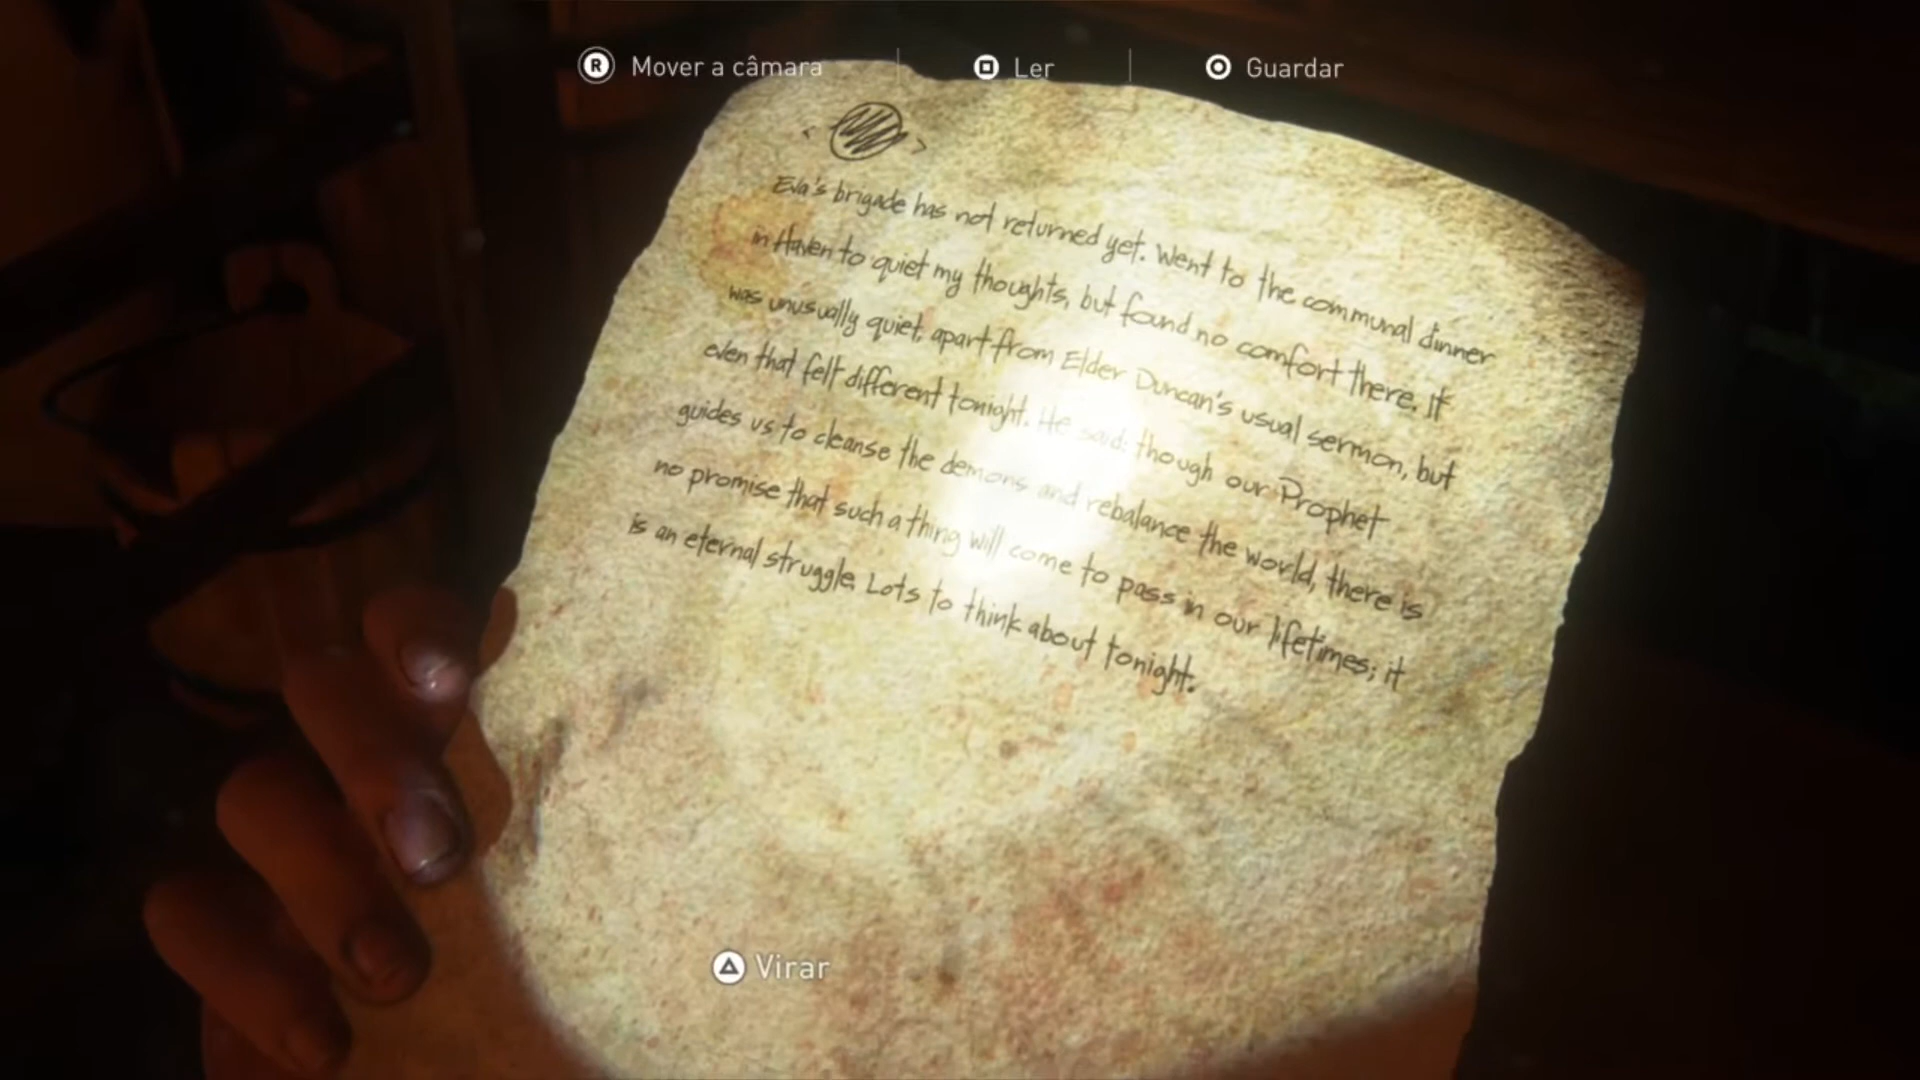 R Mover a câmara
Ler
Guardar
Eva's brigade has not returned yet. Went to the communal dinner
in Haven to quiet my thoughts, but found no comfort there. It
was unusually quiet, apart from Elder Duncan's usual sermon, but
even that felt different tonight. He said: though our Prophet
guides us to cleanse the demons and rebalance the world, there is
no promise that such a thing will come to pass in our lifetimes; it
is an eternal struggle. Lots to think about tonight.
Virar